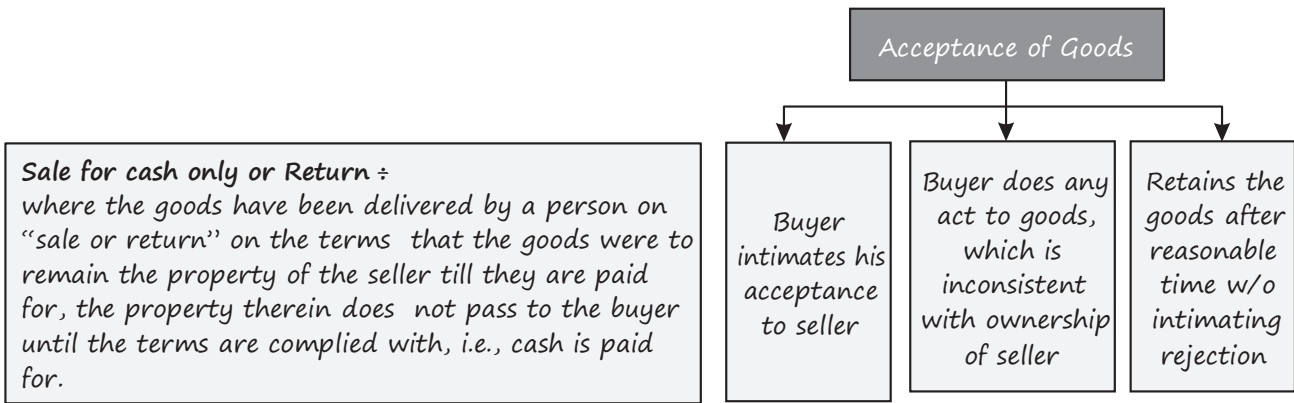 Acceptance of Goods
Sale for cash only or Return ÷
where the goods have been delivered by a person on
“sale or return” on the terms that the goods were to
remain the property of the seller till they are paid
for, the property therein does not pass to the buyer
until the terms are complied with, i.e., cash is paid
for.
Buyer
intimates his
acceptance
to seller
Buyer does any
act to goods,
which is
inconsistent
with ownership
of seller
Retains the
goods after
reasonable
time w/o
intimating
rejection